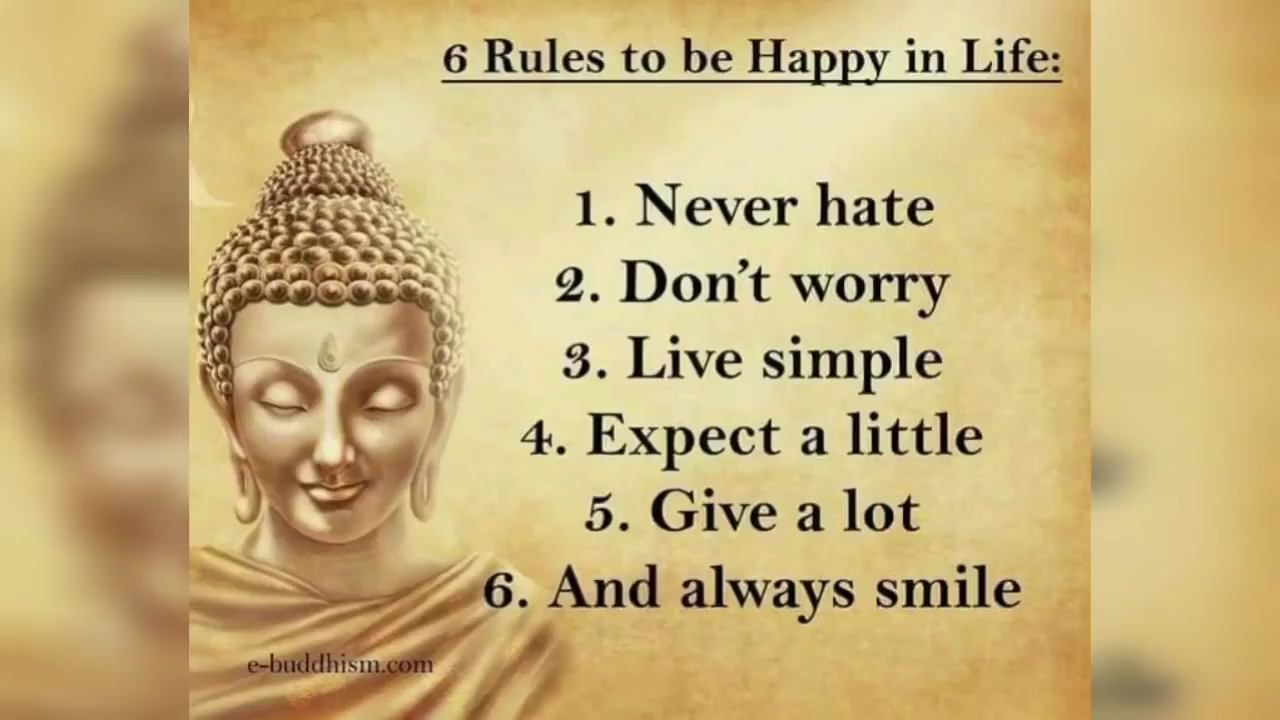 6 Rules to be Happy in Life:
1. Never hate
2. Don't worry
3. Live simple
4. Expect a little
5. Give a lot
6. And always smile
e-buddhism.com